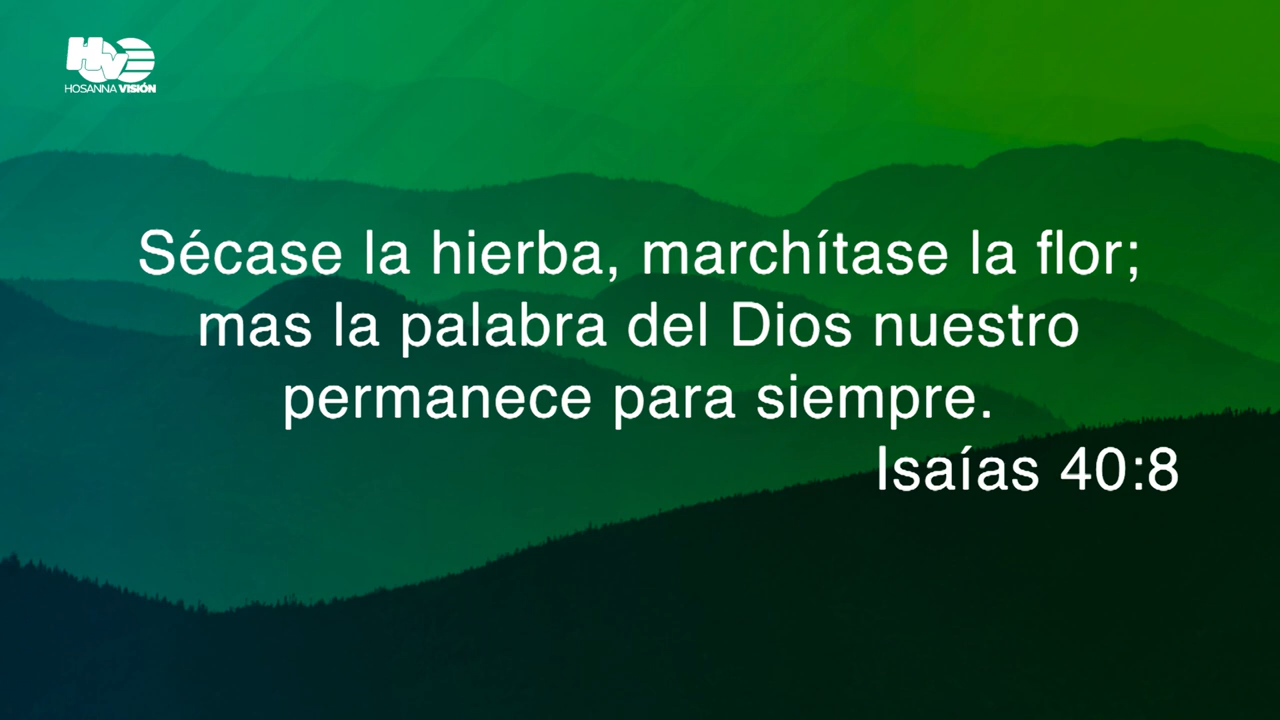 HVE
HOSANNA VISIÓN
Sécase la hierba, marchítase la flor;
mas la palabra del Dios nuestro
permanece para siempre.
Isaías 40:8